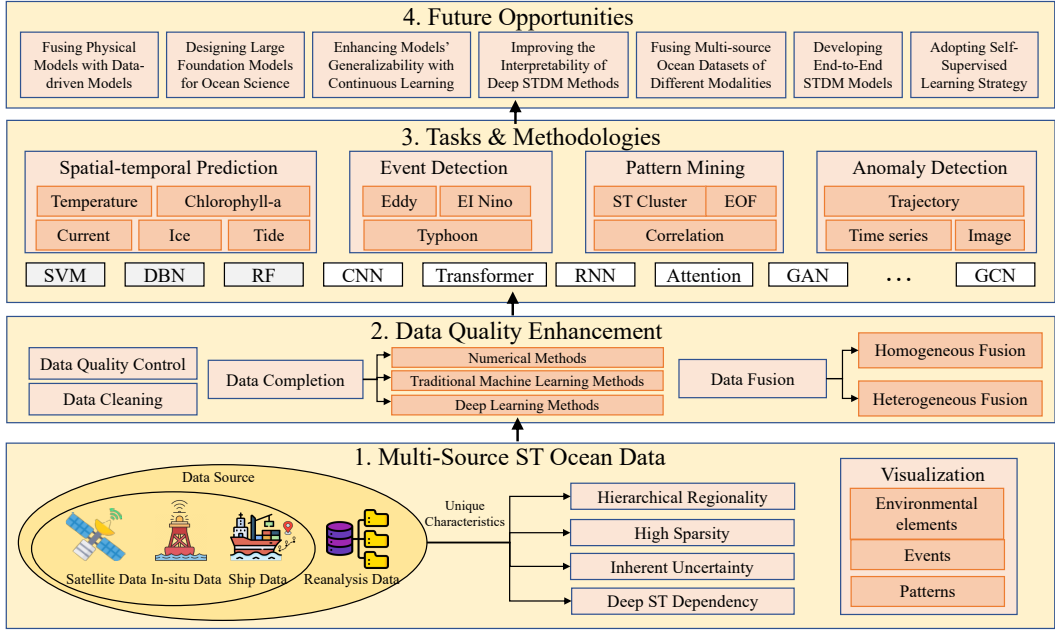 4. Future Opportunities
Fusing Physical
Models with Data-
driven Models
Designing Large
Foundation Models
for Ocean Science
Enhancing Models'
Generalizability with
Continuous Learning
Improving the
Interpretability of
Deep STDM Methods
Fusing Multi-source
Ocean Datasets of
Different Modalities
Developing
End-to-End
STDM Models
Adopting Self-
Supervised
Learning Strategy
3. Tasks & Methodologies
Spatial-temporal Prediction
Temperature
Chlorophyll-a
Current
Ice
Tide
Event Detection
Eddy
EI Nino
Typhoon
Pattern Mining
ST Cluster
EOF
Correlation
Anomaly Detection
Trajectory
Time series
Image
SVM
DBN
RF
CNN
Transformer
RNN
Attention
GAN
...
GCN
2. Data Quality Enhancement
Data Quality Control
Data Cleaning
Data Completion
Numerical Methods
Traditional Machine Learning Methods
Deep Learning Methods
Data Fusion
Homogeneous Fusion
Heterogeneous Fusion
1. Multi-Source ST Ocean Data
Data Source
Satellite Data
In-situ Data
Ship Data
Reanalysis Data
Unique
Characteristics
Hierarchical Regionality
High Sparsity
Inherent Uncertainty
Deep ST Dependency
Visualization
Environmental
elements
Events
Patterns